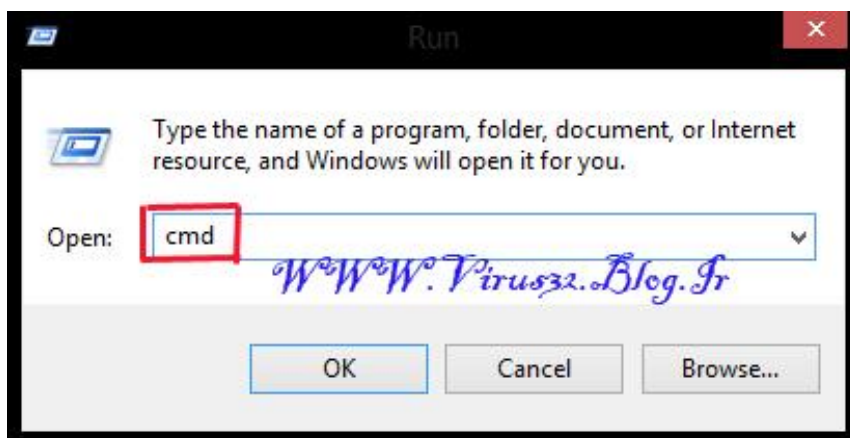 Run
Type the name of a program, folder, document, or Internet
resource, and Windows will open it for you.
Open: cmd
WWW.Virus32.Blog.Ir
OK Cancel Browse...